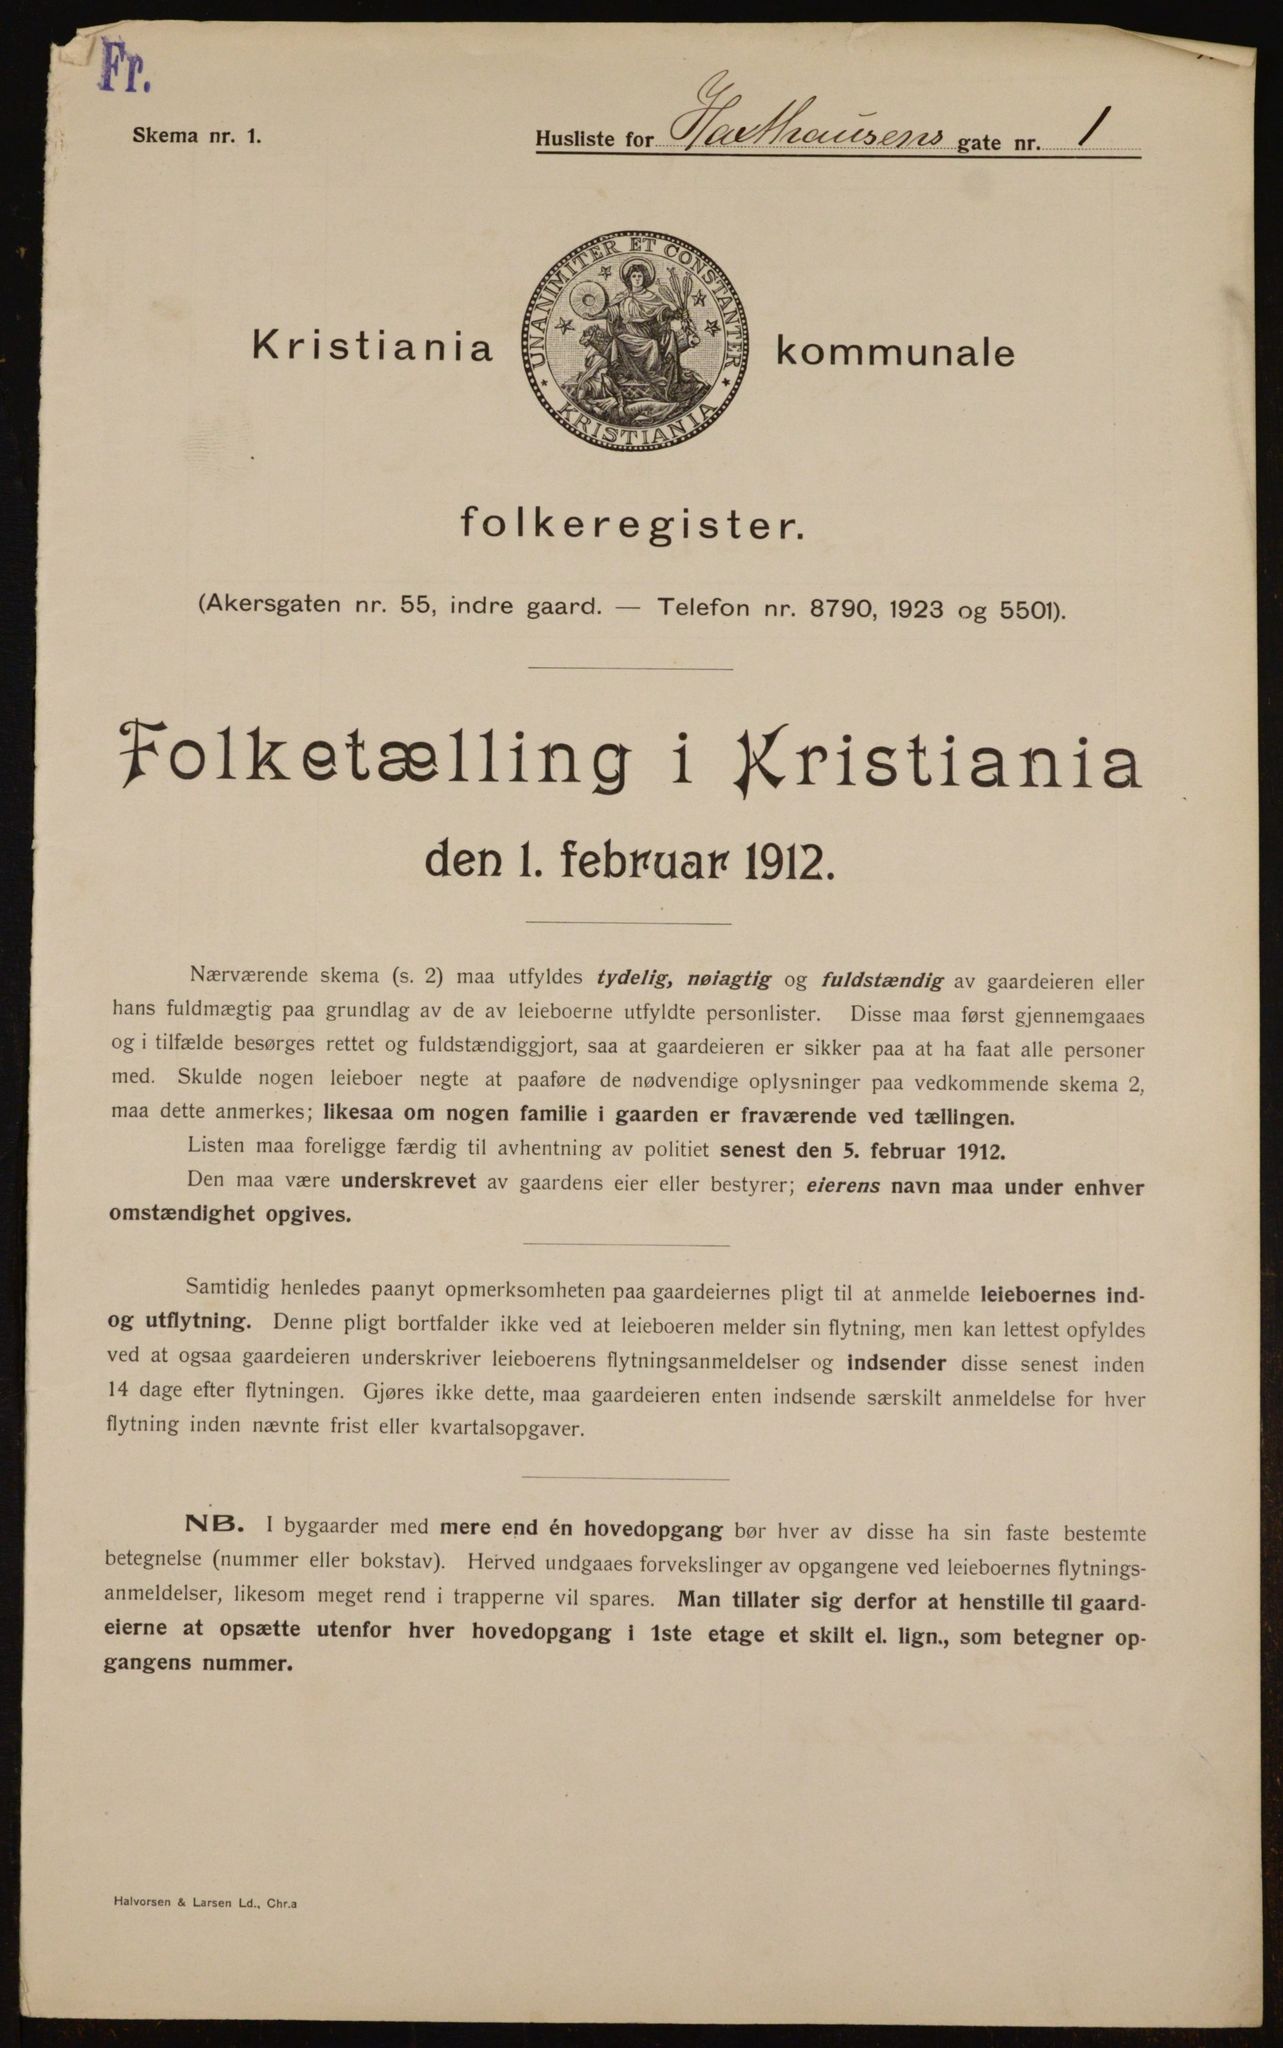 Fr.
Skema nr. 1.
Husliste for Haxthausens gate nr. 1
UNANIMITER ET CONSTANTER
KRISTIANIA
Kristiania kommunale
folkeregister.
(Akersgaten nr. 55, indre gaard. — Telefon nr. 8790, 1923 og 5501).
Folketælling i Kristiania
den 1. februar 1912.
Nærværende skema (s. 2) maa utfyldes tydelig, nøiagtig og fuldstændig av gaardeieren eller
hans fuldmægtig paa grundlag av de av leieboerne utfyldte personlister. Disse maa først gjennemgaaes
og i tilfælde besørges rettet og fuldstændiggjort, saa at gaardeieren er sikker paa at ha faat alle personer
med. Skulde nogen leieboer negte at paaføre de nødvendige oplysninger paa vedkommende skema 2,
maa dette anmerkes; likesaa om nogen familie i gaarden er fraværende ved tællingen.
Listen maa foreligge færdig til avhentning av politiet senest den 5. februar 1912.
Den maa være underskrevet av gaardens eier eller bestyrer; eierens navn maa under enhver
omstændighet opgives.
Samtidig henledes paanyt opmerksomheten paa gaardeiernes pligt til at anmelde leieboernes ind-
og utflytning. Denne pligt bortfalder ikke ved at leieboeren melder sin flytning, men kan lettest opfyldes
ved at ogsaa gaardeieren underskriver leieboerens flytningsanmeldelser og indsender disse senest inden
14 dage efter flytningen. Gjøres ikke dette, maa gaardeieren enten indsende særskilt anmeldelse for hver
flytning inden nævnte frist eller kvartalsopgaver.
NB. I bygaarder med mere end én hovedopgang bør hver av disse ha sin faste bestemte
betegnelse (nummer eller bokstav). Herved undgaaes forvekslinger av opgangene ved leieboernes flytnings-
anmeldelser, likesom meget rend i trapperne vil spares. Man tillater sig derfor at henstille til gaard-
eierne at opsætte utenfor hver hovedopgang i 1ste etage et skilt el. lign., som betegner op-
gangens nummer.
Halvorsen & Larsen Ld., Chr.a